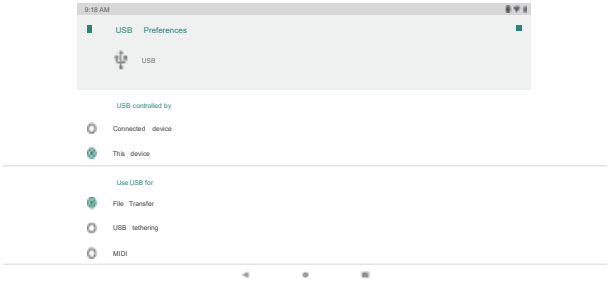 9:18 AM
USB Preferences
USB
USB controlled by
Connected device
This device
Use USB for
File Transfer
USB tethering
MIDI